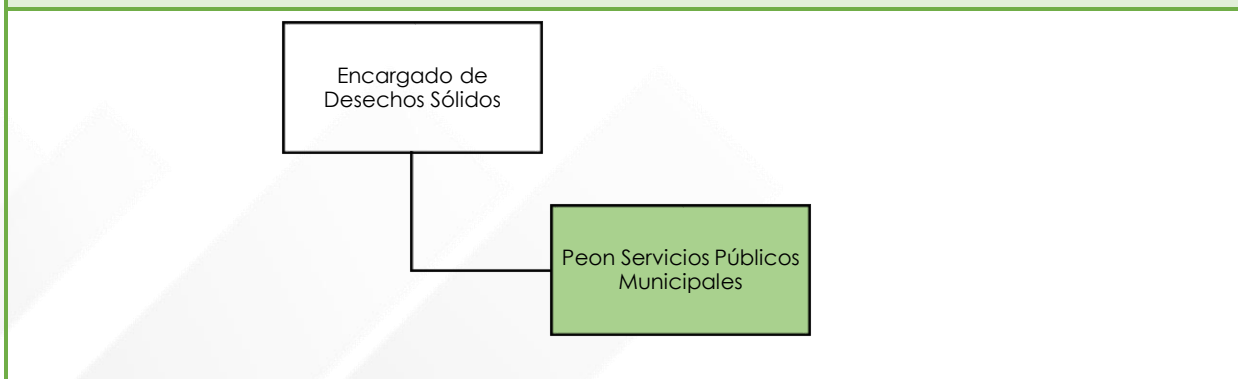 Encargado de
Desechos Sólidos
Peon Servicios Públicos
Municipales